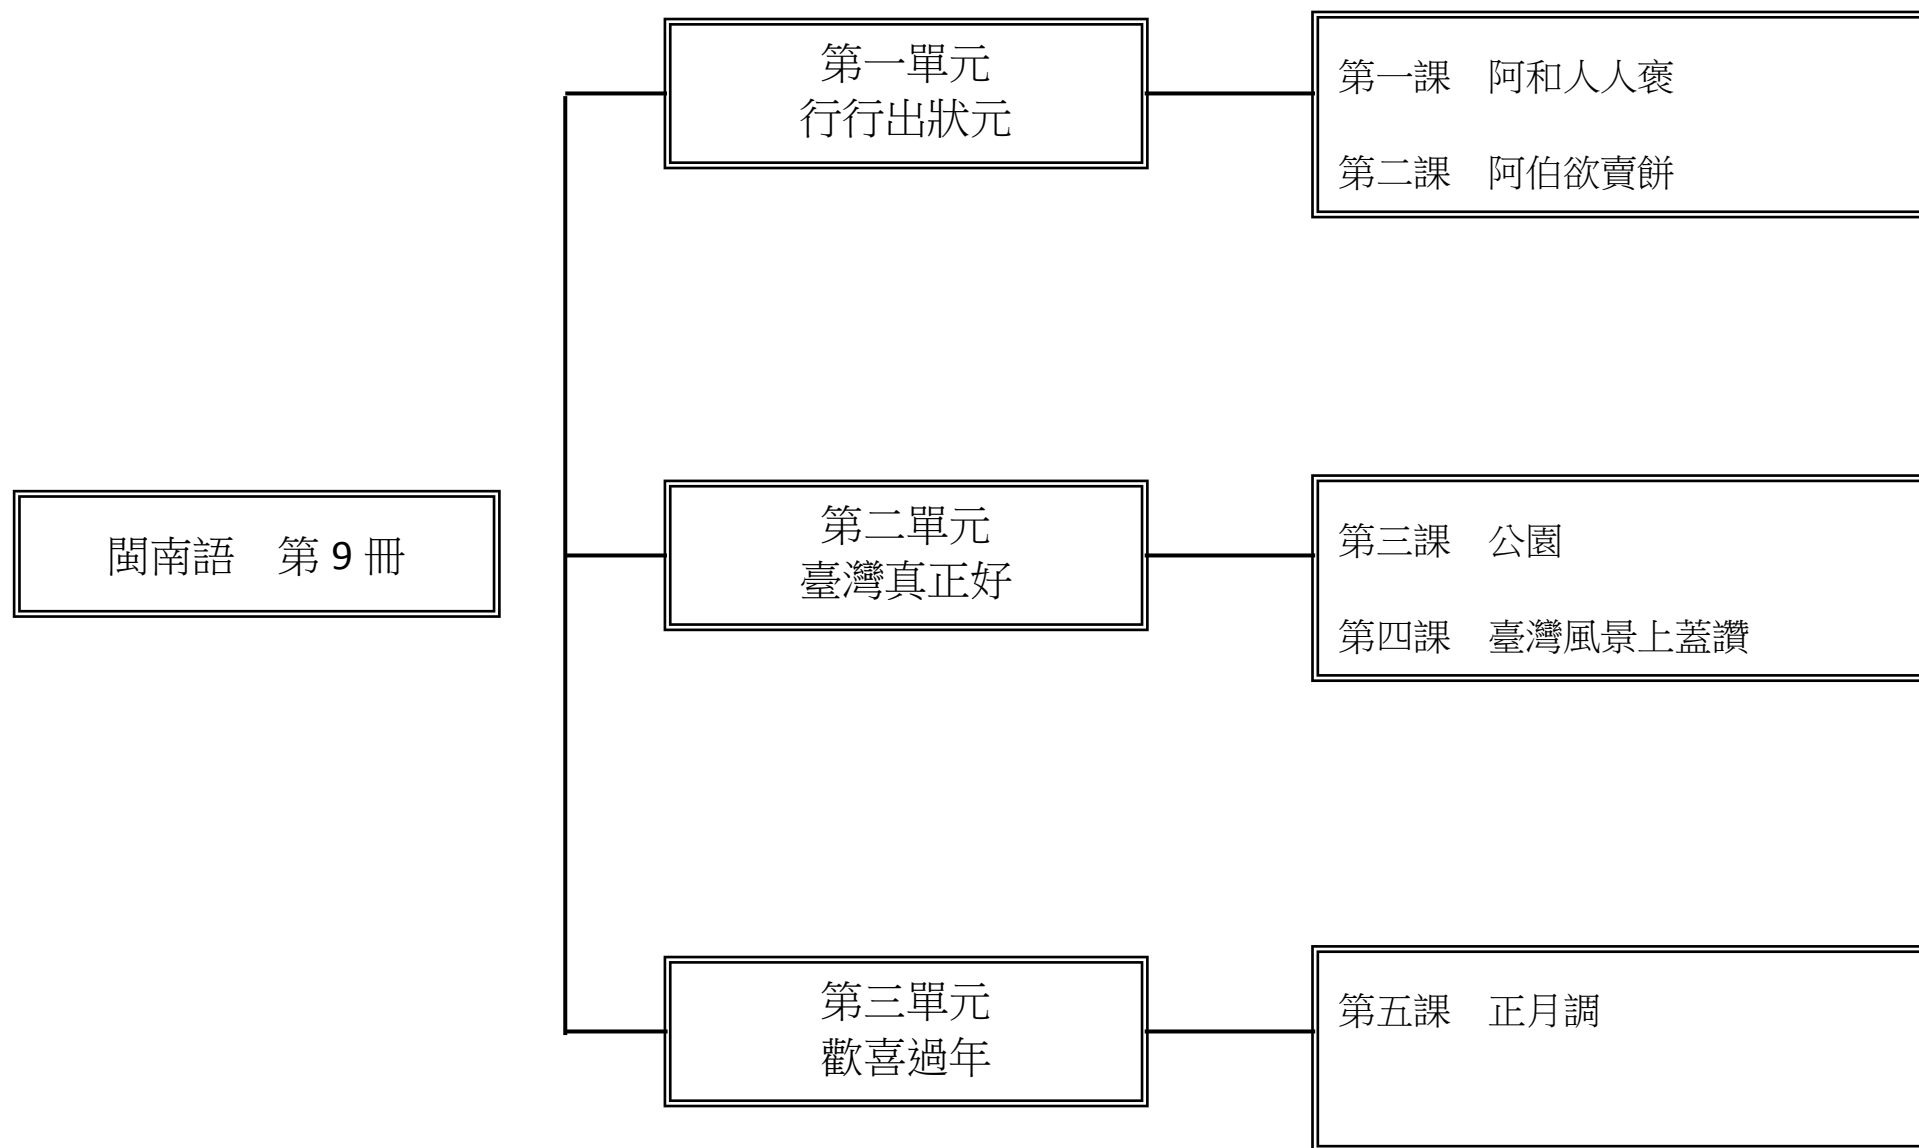 閩南語　第 9 冊
第一單元
行行出狀元
第一課　阿和人人褒
第二課　阿伯欲賣餅
第二單元
臺灣真正好
第三課　公園
第四課　臺灣風景上蓋讚
第三單元
歡喜過年
第五課　正月調